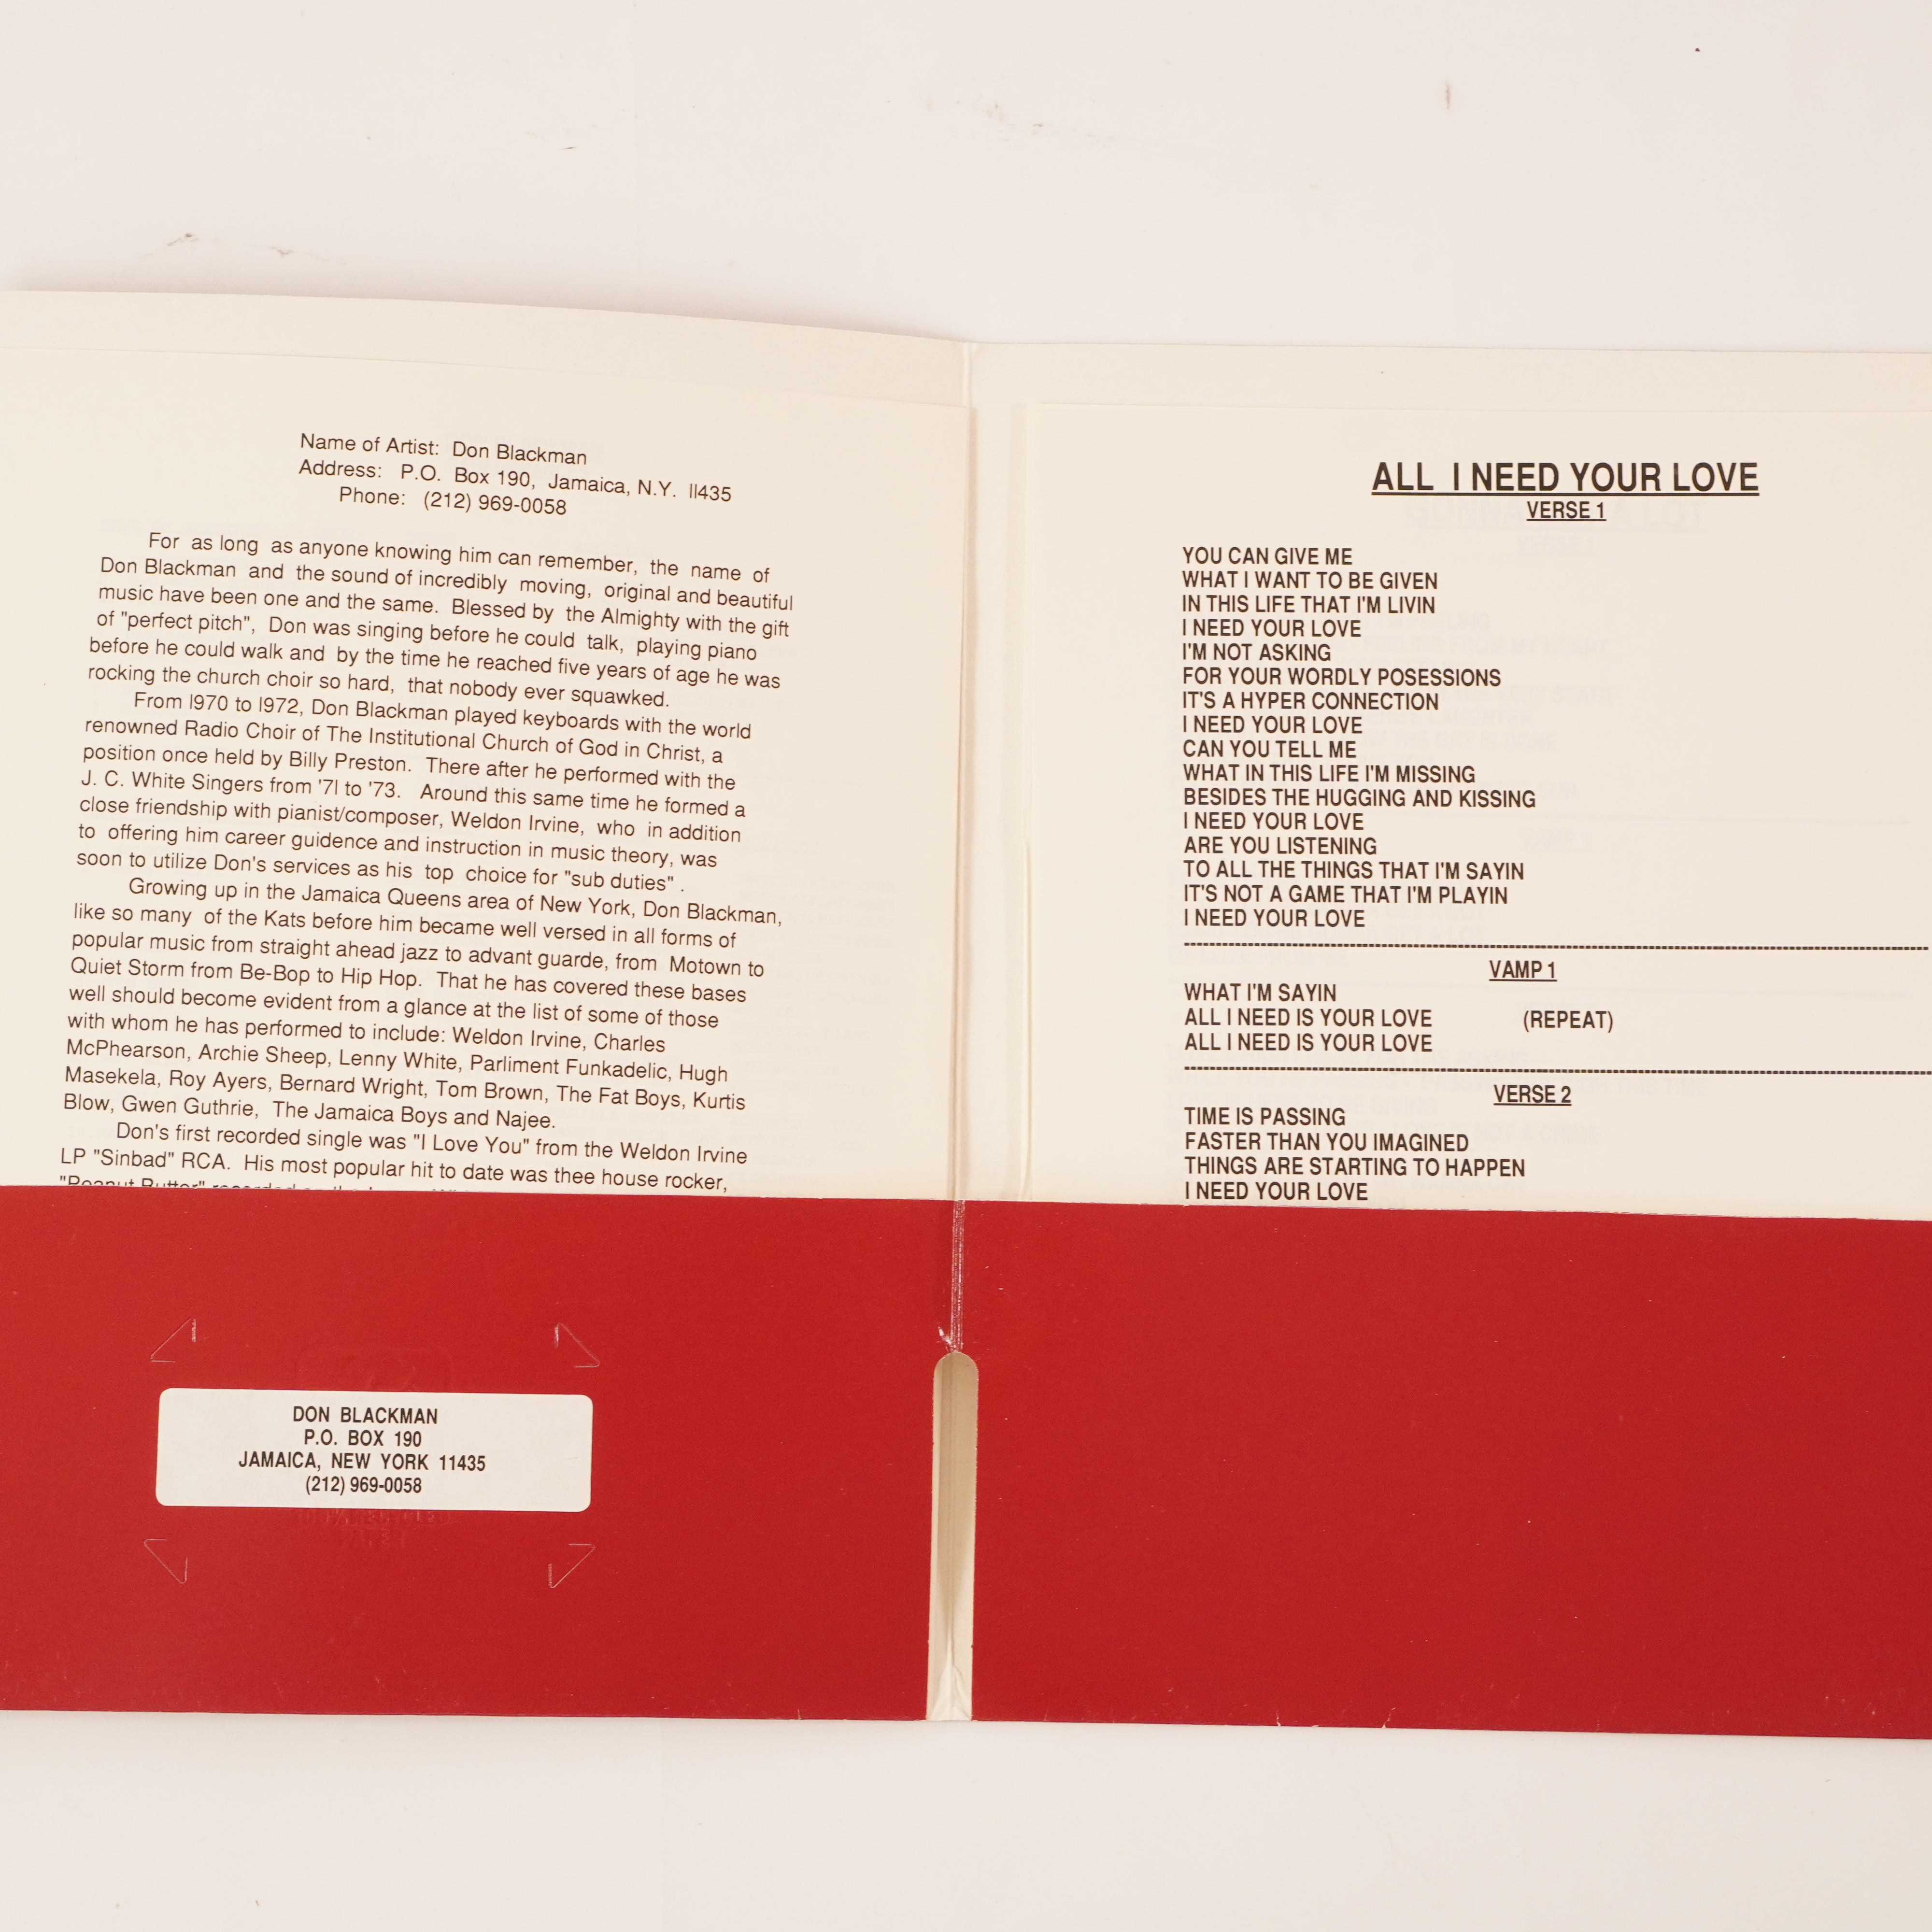 Name of Artist: Don Blackman
Address: P.O. Box 190, Jamaica, N.Y. ll435
Phone: (212) 969-0058
For as long as anyone knowing him can remember, the name of
Don Blackman and the sound of incredibly moving, original and beautiful
music have been one and the same. Blessed by the Almighty with the gift
of "perfect pitch", Don was singing before he could talk, playing piano
before he could walk and by the time he reached five years of age he was
rocking the church choir so hard, that nobody ever squawked.
From l970 to l972, Don Blackman played keyboards with the world
renowned Radio Choir of The Institutional Church of God in Christ, a
position once held by Billy Preston. There after he performed with the
J. C. White Singers from '7l to '73. Around this same time he formed a
close friendship with pianist/composer, Weldon Irvine, who in addition
to offering him career guidence and instruction in music theory, was
soon to utilize Don's services as his top choice for "sub duties" .
Growing up in the Jamaica Queens area of New York, Don Blackman,
like so many of the Kats before him became well versed in all forms of
popular music from straight ahead jazz to advant guarde, from Motown to
Quiet Storm from Be-Bop to Hip Hop. That he has covered these bases
well should become evident from a glance at the list of some of those
with whom he has performed to include: Weldon Irvine, Charles
McPhearson, Archie Sheep, Lenny White, Parliment Funkadelic, Hugh
Masekela, Roy Ayers, Bernard Wright, Tom Brown, The Fat Boys, Kurtis
Blow, Gwen Guthrie, The Jamaica Boys and Najee.
Don's first recorded single was "I Love You" from the Weldon Irvine
LP "Sinbad" RCA. His most popular hit to date was thee house rocker,
"Peanut Butter" recorded
DON BLACKMAN
P.O. BOX 190
JAMAICA, NEW YORK 11435
(212) 969-0058
ALL I NEED YOUR LOVE
VERSE 1
YOU CAN GIVE ME
WHAT I WANT TO BE GIVEN
IN THIS LIFE THAT I'M LIVIN
I NEED YOUR LOVE
I'M NOT ASKING
FOR YOUR WORDLY POSESSIONS
IT'S A HYPER CONNECTION
I NEED YOUR LOVE
CAN YOU TELL ME
WHAT IN THIS LIFE I'M MISSING
BESIDES THE HUGGING AND KISSING
I NEED YOUR LOVE
ARE YOU LISTENING
TO ALL THE THINGS THAT I'M SAYIN
IT'S NOT A GAME THAT I'M PLAYIN
I NEED YOUR LOVE
VAMP 1
WHAT I'M SAYIN
ALL I NEED IS YOUR LOVE (REPEAT)
ALL I NEED IS YOUR LOVE
VERSE 2
TIME IS PASSING
FASTER THAN YOU IMAGINED
THINGS ARE STARTING TO HAPPEN
I NEED YOUR LOVE